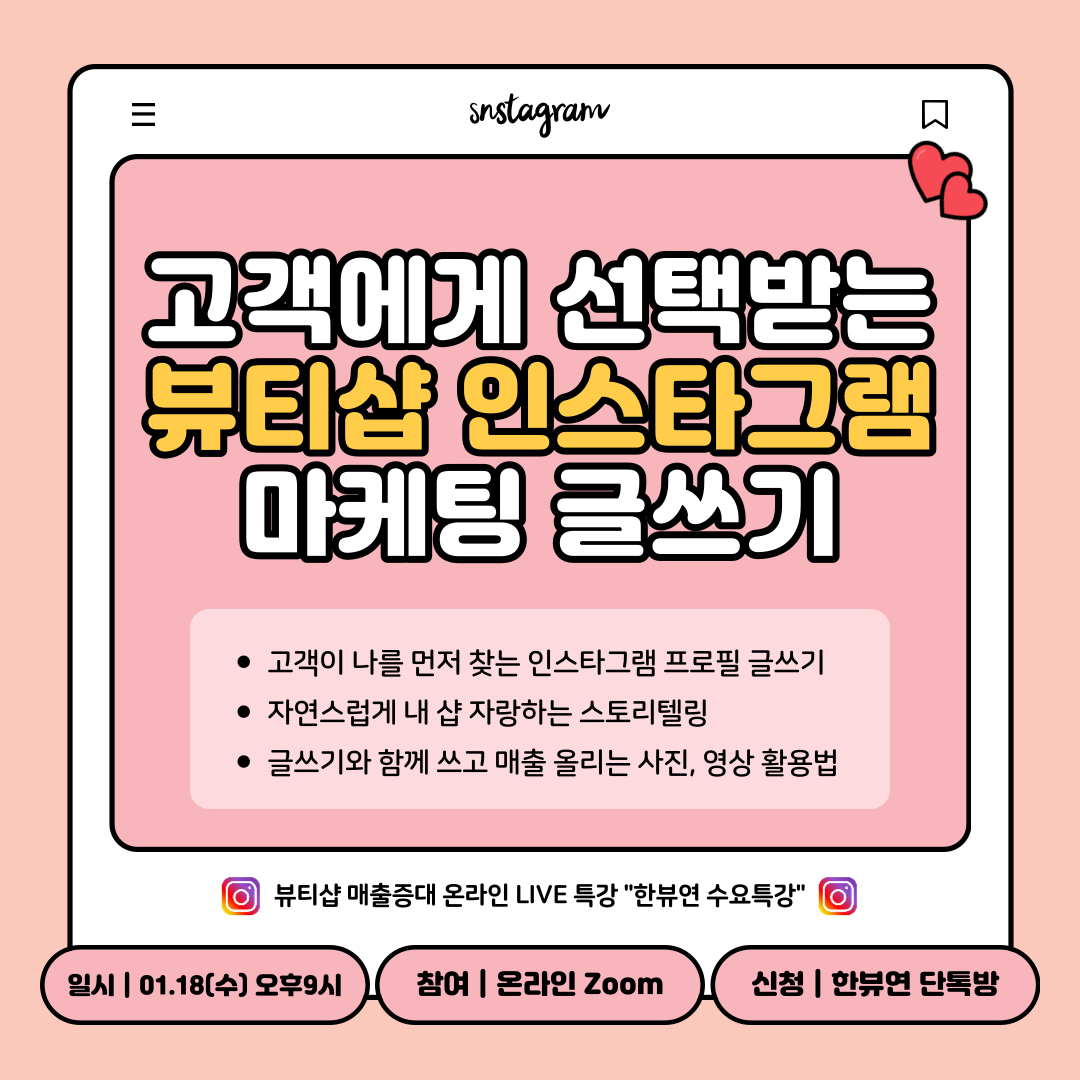 snstagram
고객에게 선택받는
뷰티샵 인스타그램
마케팅 글쓰기
• 고객이 나를 먼저 찾는 인스타그램 프로필 글쓰기
• 자연스럽게 내 샵 자랑하는 스토리텔링
• 글쓰기와 함께 쓰고 매출 올리는 사진, 영상 활용법
뷰티샵 매출증대 온라인 LIVE 특강 "한뷰연 수요특강"
일시 | 01.18(수) 오후9시
참여 | 온라인 Zoom
신청 | 한뷰연 단톡방